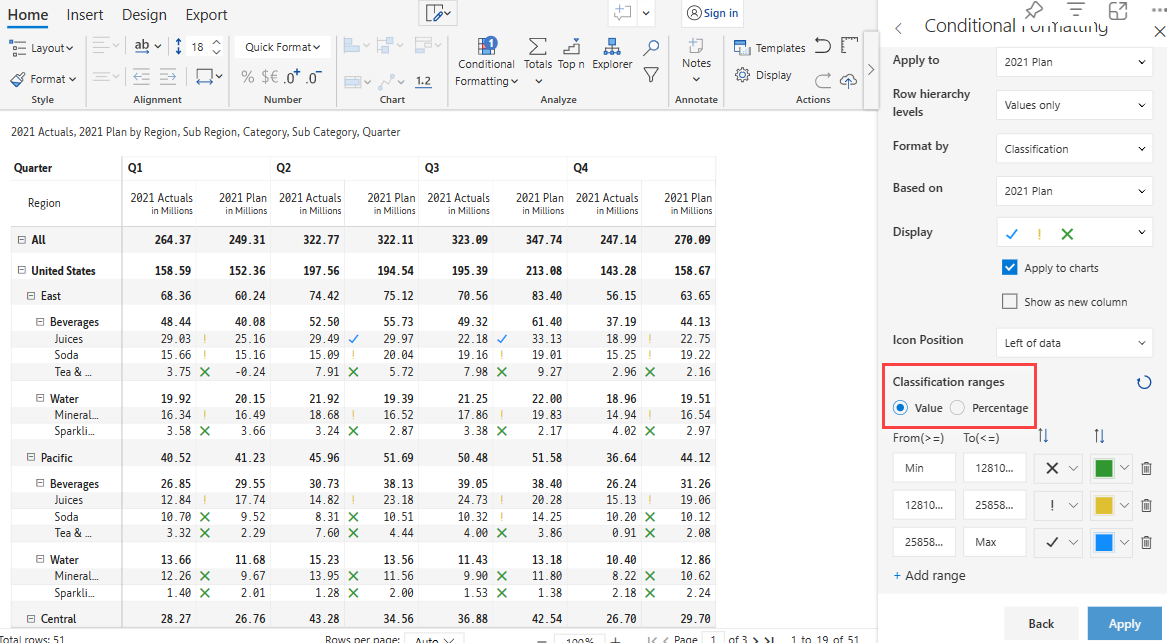 Home Insert Design Export
Sign in
Layout ab 18 Quick Format Conditional Formatting Totals Top n Explorer Notes Templates
Format % $€ .0+ .0- 1.2 Display
Style Alignment Number Chart Analyze Annotate Actions
2021 Actuals, 2021 Plan by Region, Sub Region, Category, Sub Category, Quarter
Quarter Q1 Q2 Q3 Q4
Region 2021 Actuals 2021 Plan 2021 Actuals 2021 Plan 2021 Actuals 2021 Plan 2021 Actuals 2021 Plan
in Millions in Millions in Millions in Millions in Millions in Millions in Millions in Millions
All 264.37 249.31 322.77 322.11 323.09 347.74 247.14 270.09
United States 158.59 152.36 197.56 194.54 195.39 213.08 143.28 158.67
East 68.36 60.24 74.42 75.12 70.56 83.40 56.15 63.65
Beverages 48.44 40.08 52.50 55.73 49.32 61.40 37.19 44.13
Juices 29.03 ! 25.16 29.49 ✓ 29.97 22.18 ✓ 33.13 18.99 ! 22.75
Soda 15.66 ! 15.16 15.09 ! 20.04 19.16 ! 19.01 15.25 ! 19.22
Tea & ... 3.75 ✕ -0.24 7.91 ✕ 5.72 7.98 ✕ 9.27 2.96 ✕ 2.16
Water 19.92 20.15 21.92 19.39 21.25 22.00 18.96 19.51
Mineral... 16.34 ! 16.49 18.68 ! 16.52 17.86 ! 19.83 14.94 ! 16.54
Sparkli... 3.58 ✕ 3.66 3.24 ✕ 2.87 3.38 ✕ 2.17 4.02 ✕ 2.97
Pacific 40.52 41.23 45.96 51.69 50.48 51.58 36.64 44.12
Beverages 26.85 29.55 30.73 38.13 39.05 38.40 26.24 31.26
Juices 12.84 ! 17.74 14.82 ! 23.18 24.73 ! 20.28 15.13 ! 19.06
Soda 10.70 ✕ 9.52 8.31 ✕ 10.51 10.32 ! 14.25 10.20 ✕ 10.12
Tea & ... 3.32 ✕ 2.29 7.60 ✕ 4.44 4.00 ✕ 3.86 0.91 ✕ 2.08
Water 13.66 11.68 15.23 13.56 11.43 13.18 10.40 12.86
Mineral... 12.26 ✕ 9.67 13.95 ✕ 11.56 9.90 ✕ 11.80 8.22 ✕ 10.62
Sparkli... 1.40 ✕ 2.01 1.28 ✕ 2.00 1.53 ✕ 1.38 2.18 ✕ 2.24
Central 28.27 26.76 43.28 34.56 36.88 42.54 26.70 29.70
Total rows: 51 Rows per page: Auto 100% Page 1 of 3 1 to 19 of 51
Conditional Formatting
Apply to 2021 Plan
Row hierarchy levels Values only
Format by Classification
Based on 2021 Plan
Display ✓ ! ✕
Apply to charts
Show as new column
Icon Position Left of data
Classification ranges
Value Percentage
From(>=) To(<=)
Min 12810... ✕
12810... 25858... !
25858... Max ✓
+ Add range
Back Apply